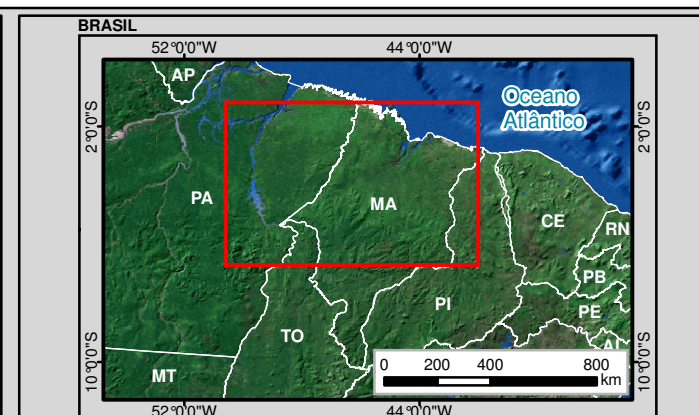 BRASIL
52°0'0"W 44°0'0"W
AP
Oceano
Atlântico
2°0'0"S 2°0'0"S
PA
MA
CE
RN
PB
PI
PE
TO
AL
MT
0 200 400 800
km
10°0'0"S 10°0'0"S
52°0'0"W 44°0'0"W